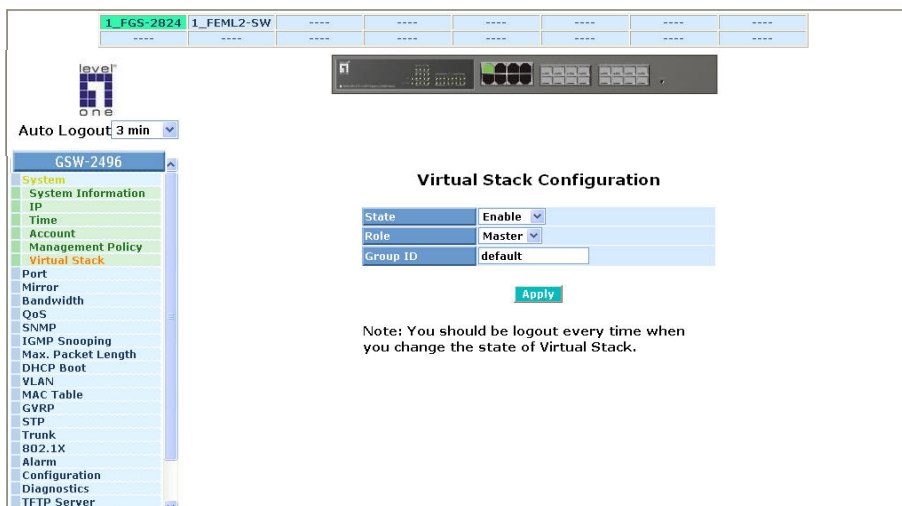 1_FGS-2824 1_FEML2-SW ---- ---- ---- ---- ---- ----
---- ---- ---- ---- ---- ---- ---- ----
level
one
Auto Logout 3 min
GSW-2496
System
System Information
IP
Time
Account
Management Policy
Virtual Stack
Port
Mirror
Bandwidth
QoS
SNMP
IGMP Snooping
Max. Packet Length
DHCP Boot
VLAN
MAC Table
GVRP
STP
Trunk
802.1X
Alarm
Configuration
Diagnostics
TFTP Server
Virtual Stack Configuration
State Enable
Role Master
Group ID default
Apply
Note: You should be logout every time when
you change the state of Virtual Stack.